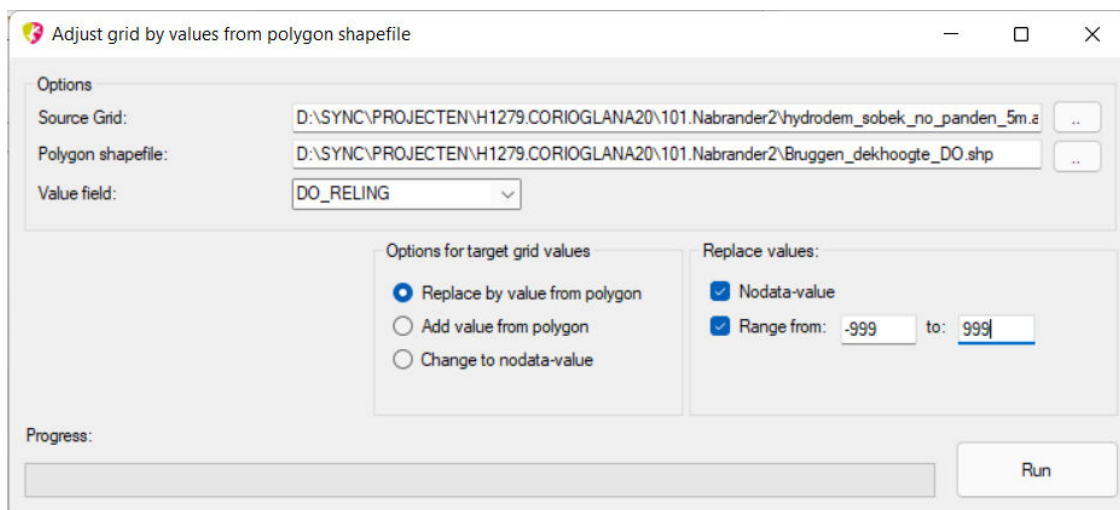 Adjust grid by values from polygon shapefile
Options
Source Grid: D:\SYNC\PROJECTEN\H1279.CORIOGLANA20\101.Nabrander2\hydrodem_sobek_no_panden_5m.a ..
Polygon shapefile: D:\SYNC\PROJECTEN\H1279.CORIOGLANA20\101.Nabrander2\Bruggen_dekhoogte_DO.shp ..
Value field: DO_RELING
Options for target grid values
Replace by value from polygon
Add value from polygon
Change to nodata-value
Replace values:
Nodata-value
Range from: -999 to: 999
Progress:
Run